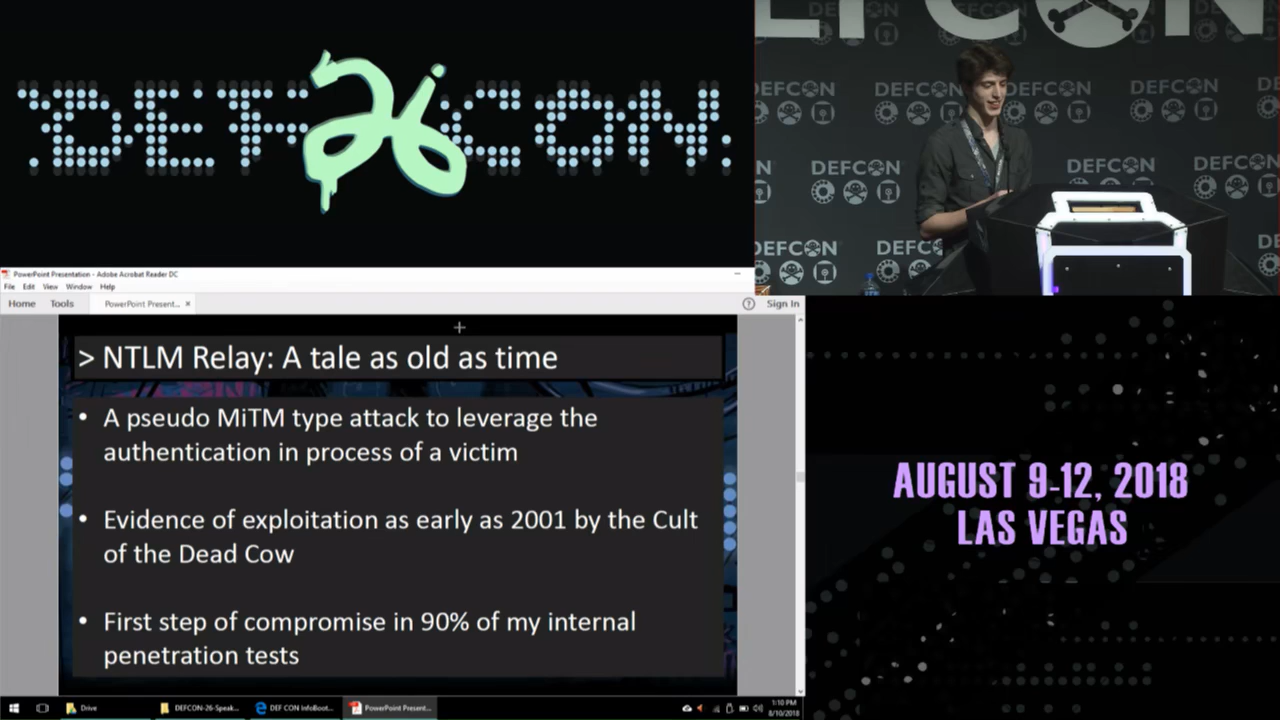 DEFCON
26
DEFCON
DEFCON
DEFCON
DEFCON
DEFCON
DEFCON
DEFCON
DEFCON
DEFCON
PowerPoint Presentation - Adobe Acrobat Reader DC
File Edit View Window Help
Home Tools PowerPoint Present... × ? Sign In
> NTLM Relay: A tale as old as time
• A pseudo MiTM type attack to leverage the
authentication in process of a victim
• Evidence of exploitation as early as 2001 by the Cult
of the Dead Cow
• First step of compromise in 90% of my internal
penetration tests
AUGUST 9-12, 2018
LAS VEGAS
Drive DEFCON-26-Speak... DEF CON InfoBoot... PowerPoint Present... 1:10 PM
8/10/2018